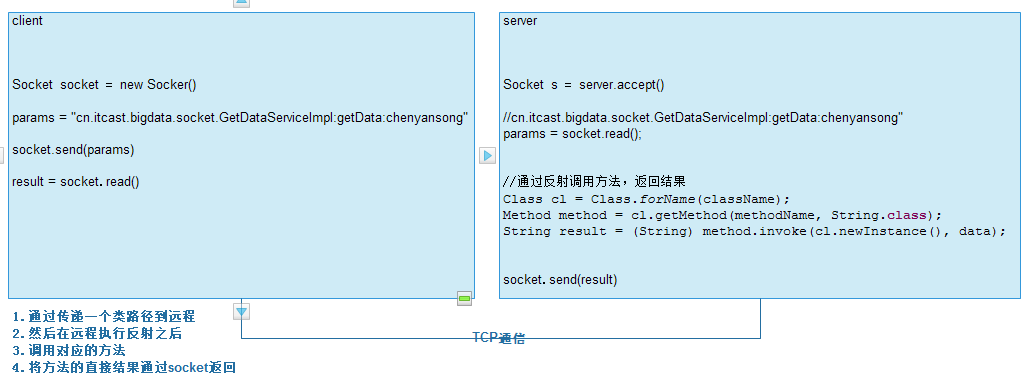 client
Socket socket = new Socker()
params = "cn.itcast.bigdata.socket.GetDataServiceImpl:getData:chenyansong"
socket.send(params)
result = socket.read()
server
Socket s = server.accept()
//cn.itcast.bigdata.socket.GetDataServiceImpl:getData:chenyansong"
params = socket.read();
//通过反射调用方法，返回结果
Class cl = Class.forName(className);
Method method = cl.getMethod(methodName, String.class);
String result = (String) method.invoke(cl.newInstance(), data);
socket.send(result)
1.通过传递一个类路径到远程
2.然后在远程执行反射之后
3.调用对应的方法
4.将方法的直接结果通过socket返回
TCP通信